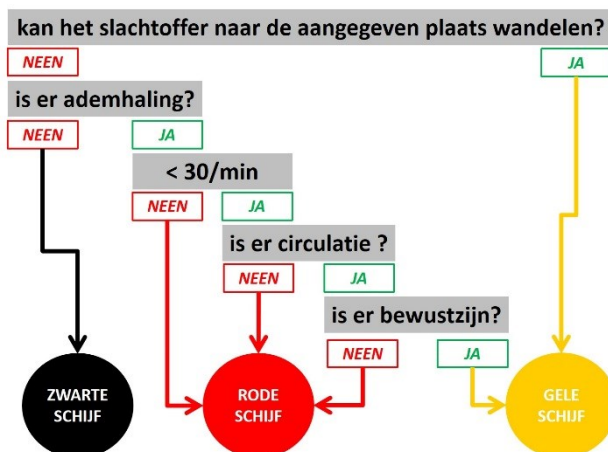 kan het slachtoffer naar de aangegeven plaats wandelen?
NEEN JA
is er ademhaling?
NEEN JA
< 30/min
NEEN JA
is er circulatie ?
NEEN JA
is er bewustzijn?
NEEN JA
ZWARTE
SCHIJF
RODE
SCHIJF
GELE
SCHIJF